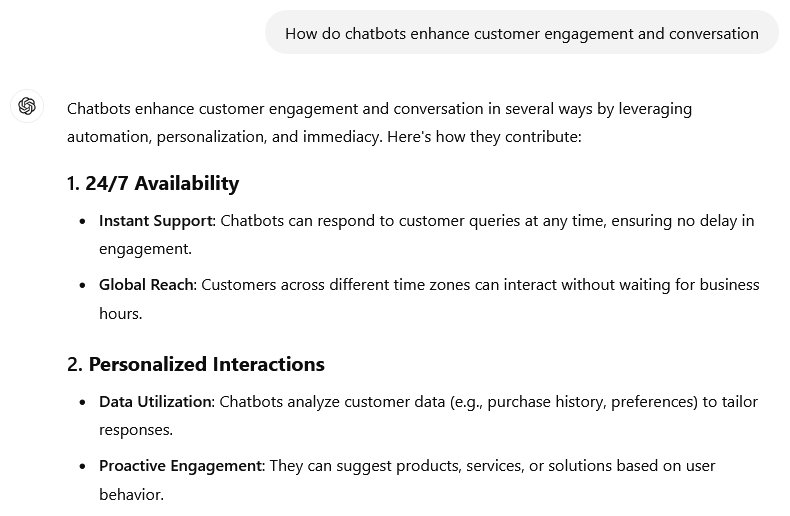 How do chatbots enhance customer engagement and conversation
Chatbots enhance customer engagement and conversation in several ways by leveraging
automation, personalization, and immediacy. Here's how they contribute:
1. 24/7 Availability
• Instant Support: Chatbots can respond to customer queries at any time, ensuring no delay in
engagement.
• Global Reach: Customers across different time zones can interact without waiting for business
hours.
2. Personalized Interactions
• Data Utilization: Chatbots analyze customer data (e.g., purchase history, preferences) to tailor
responses.
• Proactive Engagement: They can suggest products, services, or solutions based on user
behavior.